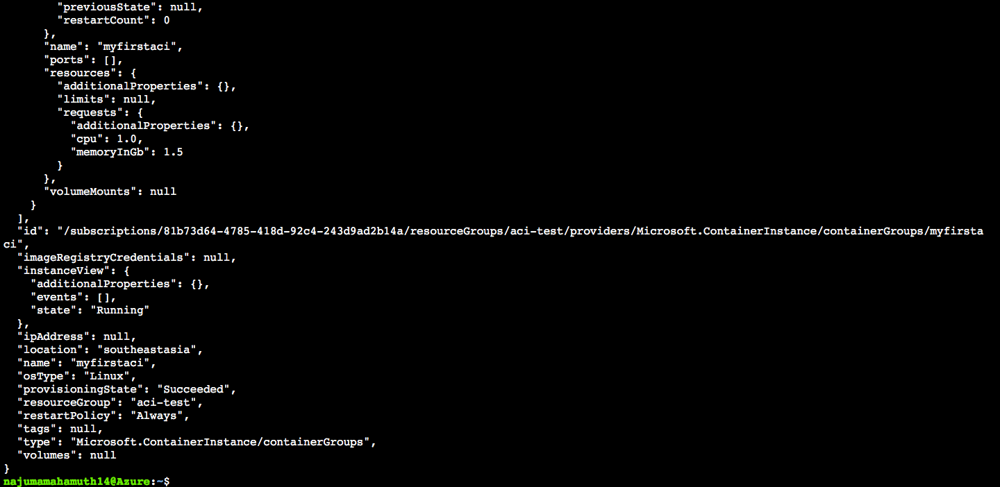 "previousState": null,
        "restartCount": 0
      },
      "name": "myfirstaci",
      "ports": [],
      "resources": {
        "additionalProperties": {},
        "limits": null,
        "requests": {
          "additionalProperties": {},
          "cpu": 1.0,
          "memoryInGb": 1.5
        }
      },
      "volumeMounts": null
    }
  ],
  "id": "/subscriptions/81b73d64-4785-418d-92c4-243d9ad2b14a/resourceGroups/aci-test/providers/Microsoft.ContainerInstance/containerGroups/myfirsta
ci",
  "imageRegistryCredentials": null,
  "instanceView": {
    "additionalProperties": {},
    "events": [],
    "state": "Running"
  },
  "ipAddress": null,
  "location": "southeastasia",
  "name": "myfirstaci",
  "osType": "Linux",
  "provisioningState": "Succeeded",
  "resourceGroup": "aci-test",
  "restartPolicy": "Always",
  "tags": null,
  "type": "Microsoft.ContainerInstance/containerGroups",
  "volumes": null
}
najumamahamuth14@Azure:~$